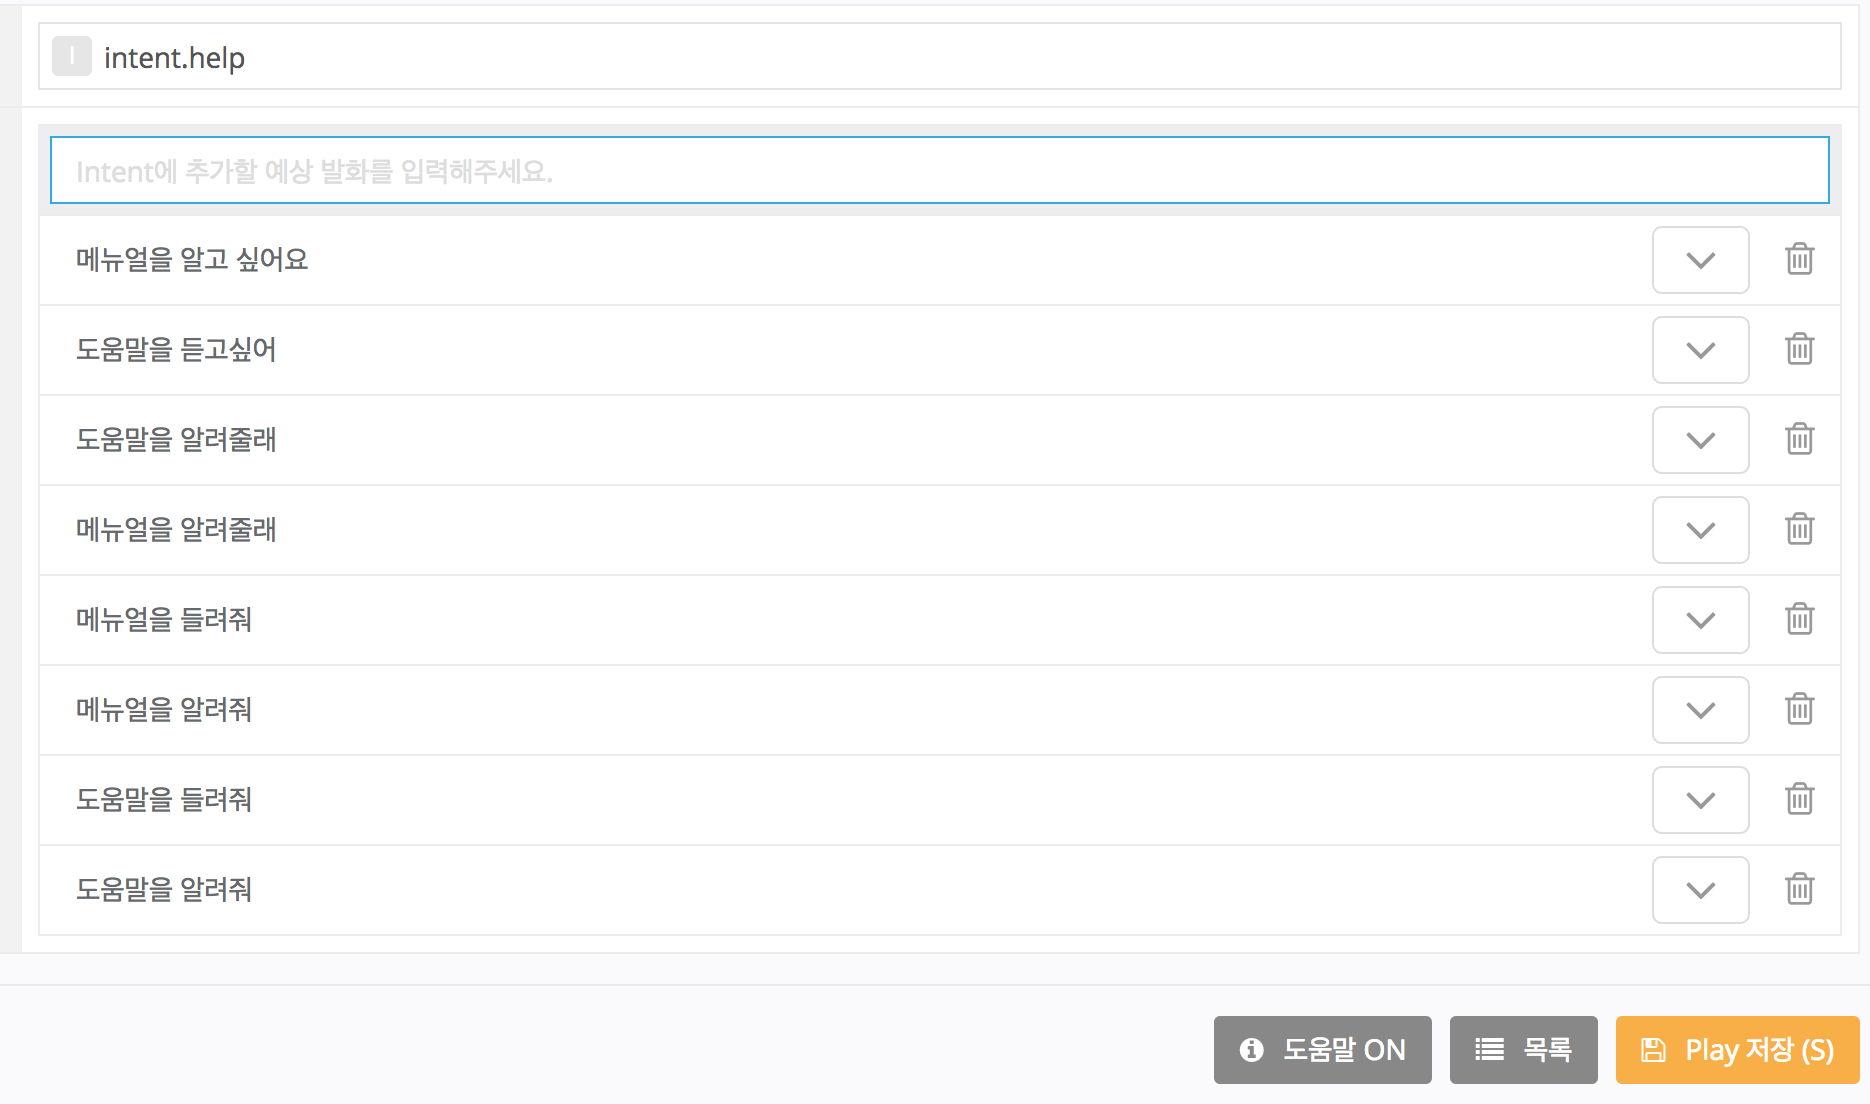 I intent.help
Intent에 추가할 예상 발화를 입력해주세요.
메뉴얼을 알고 싶어요
도움말을 듣고싶어
도움말을 알려줄래
메뉴얼을 알려줄래
메뉴얼을 들려줘
메뉴얼을 알려줘
도움말을 들려줘
도움말을 알려줘
도움말 ON 목록 Play 저장 (S)